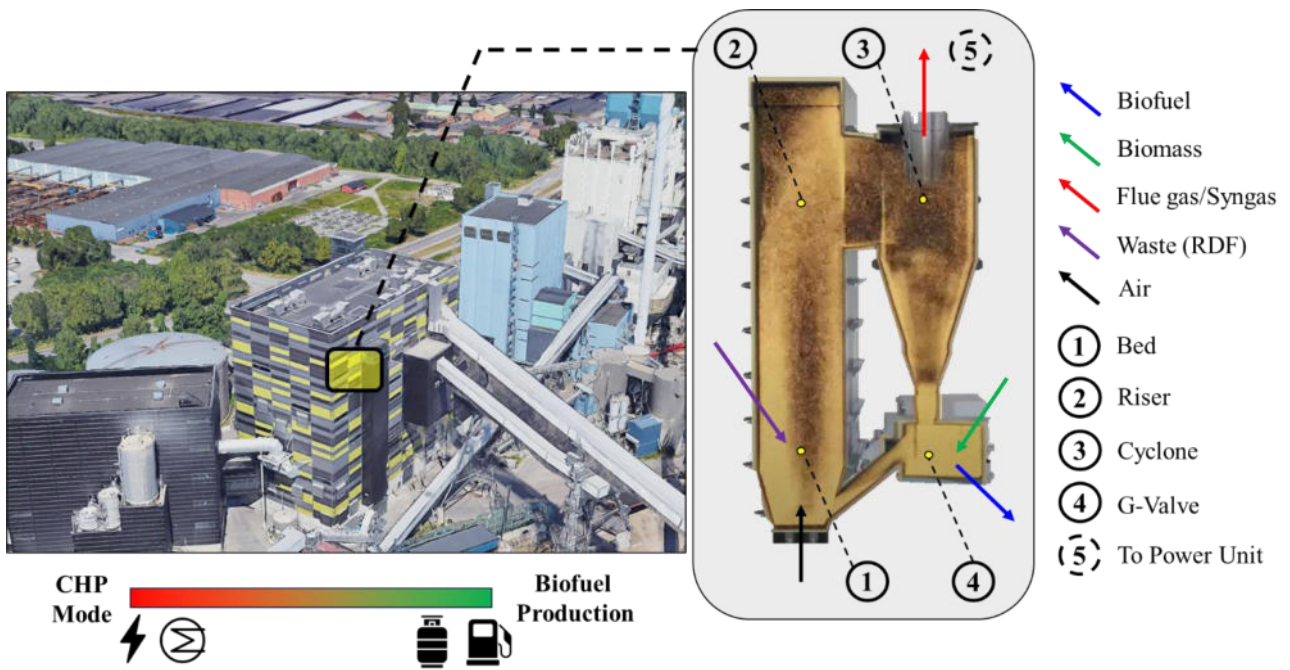 2
3
5
Biofuel
Biomass
Flue gas/Syngas
Waste (RDF)
Air
1 Bed
2 Riser
3 Cyclone
4 G-Valve
5 To Power Unit
1
4
CHP
Mode
Biofuel
Production